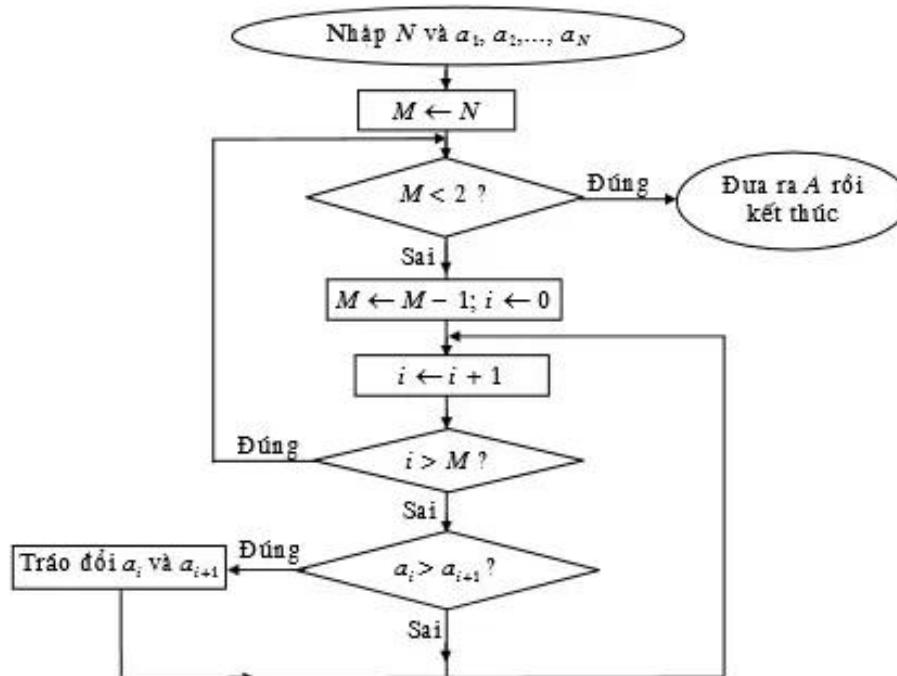 Nhập N và a₁, a₂,..., a_N
M ← N
M < 2 ?
Đúng
Đưa ra A rồi
kết thúc
Sai
M ← M − 1; i ← 0
i ← i + 1
Đúng
i > M ?
Sai
Tráo đổi aᵢ và aᵢ₊₁
Đúng
aᵢ > aᵢ₊₁ ?
Sai